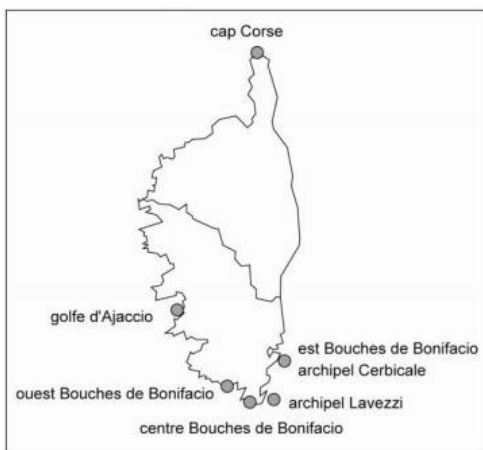 cap Corse
golfe d'Ajaccio
est Bouches de Bonifacio
archipel Cerbicale
ouest Bouches de Bonifacio
archipel Lavezzi
centre Bouches de Bonifacio